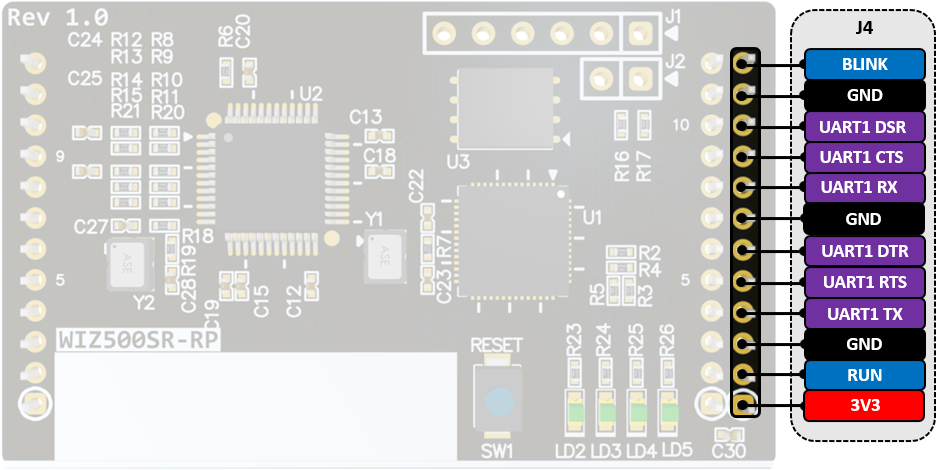 Rev 1.0
C24 R12 R8
R13 R9
C25 R14 R10
R15 R11
R21 R20
R6
C20
U2
J1
J2
C13
C18
U3
R16
R17
10
9
C22
U1
Y1
R7
C27
R18
R19
C28
C23
R2
R4
R5
R3
5
5
ASE
ASE
Y2
C19
C15
C12
WIZ500SR-RP
RESET
SW1
R23
R24
R25
R26
LD2
LD3
LD4
LD5
C30
J4
BLINK
GND
UART1 DSR
UART1 CTS
UART1 RX
GND
UART1 DTR
UART1 RTS
UART1 TX
GND
RUN
3V3